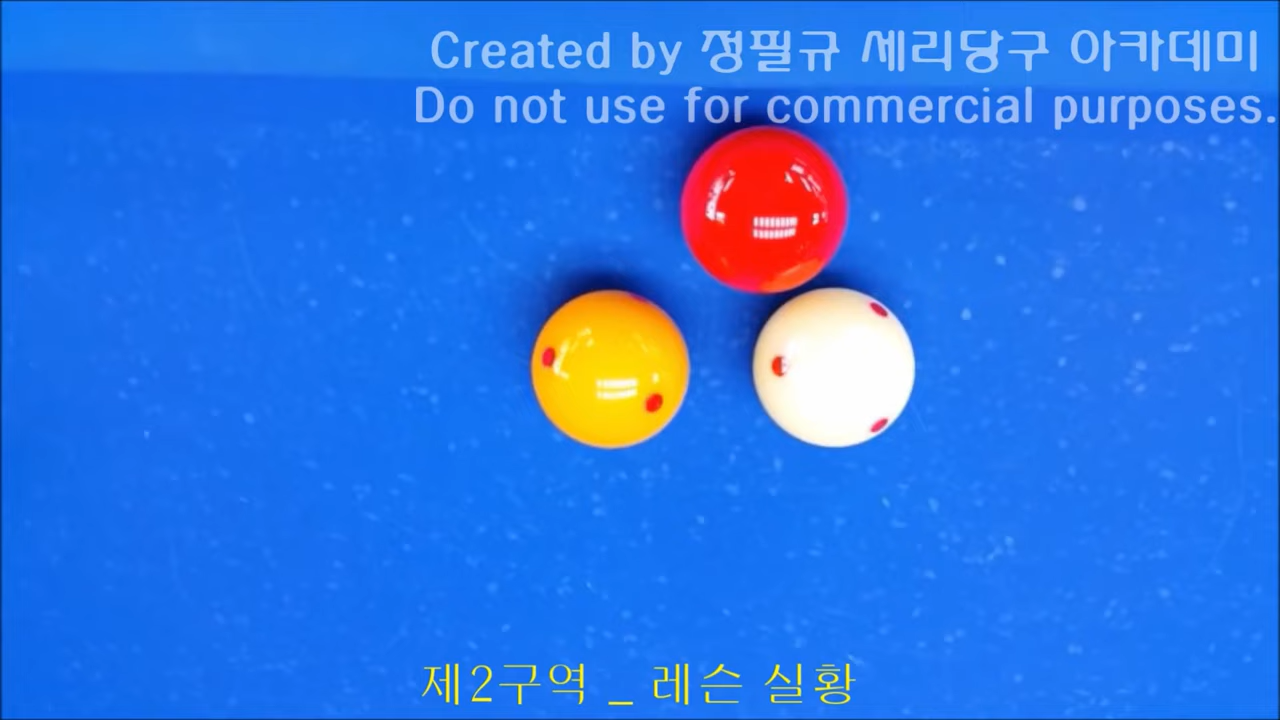 Created by 정필규 세리당구 아카데미
Do not use for commercial purposes.
제2구역 _ 레슨 실황